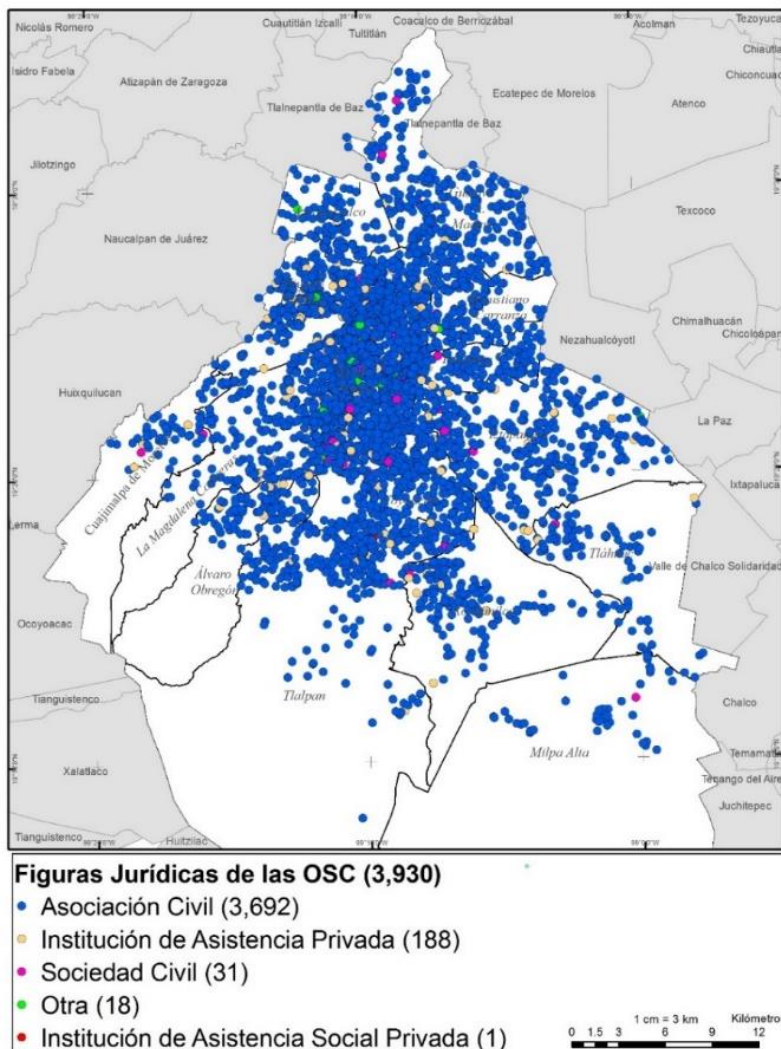 Nicolás Romero
Cuautitlán Izcalli
Coacalco de Berriozábal
Tultitlán
Acolman
Tezoyuca
Chiautla
Isidro Fabela
Atizapán de Zaragoza
Chiconcuac
Ecatepec de Morelos
Tlalnepantla de Baz
Atenco
Tlalnepantla de Baz
Jilotzingo
Texcoco
Naucalpan de Juárez
Carranza
Chimalhuacán
Nezahualcóyotl
Chicoloapan
Huixquilucan
La Paz
Cuajimalpa de
Ixtapaluca
La Magdalena
Lerma
Tláhuac
Valle de Chalco Solidaridad
Álvaro
Obregón
Ocoyoacac
Tlalpan
Tianguistenco
Chalco
Milpa Alta
Xalatlaco
Tenango del Aire
Juchitepec
Tianguistenco
Huitzilac
Figuras Jurídicas de las OSC (3,930)
Asociación Civil (3,692)
Institución de Asistencia Privada (188)
Sociedad Civil (31)
Otra (18)
1 cm = 3 km
Institución de Asistencia Social Privada (1)
0 1.5 3 6 9 12